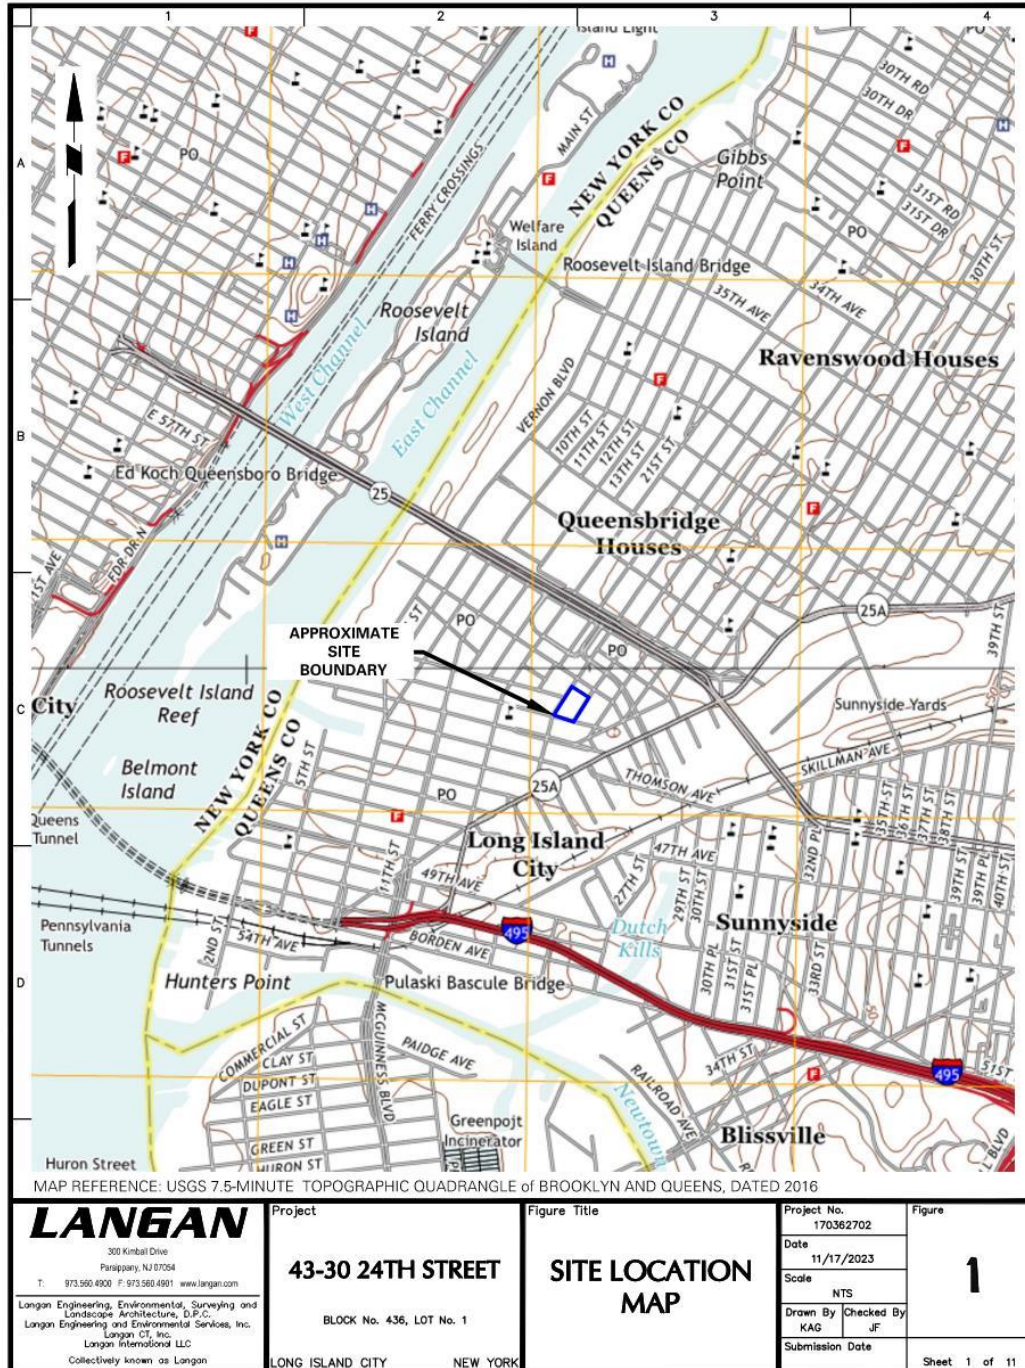 1 2 3 4
A
B
C
D
Island Light
PO
30TH RD
30TH DR
MAIN ST
NEW YORK CO
QUEENS CO
Gibbs
Point
PO
FERRY CROSSINGS
31ST RD
31ST DR
PO
30TH ST
Welfare
Island
Roosevelt Island Bridge
34TH AVE
35TH AVE
Roosevelt
Island
West Channel
East Channel
VERNON BLVD
Ravenswood Houses
E 57TH ST
10TH ST
11TH ST
12TH ST
13TH ST
21ST ST
Ed Koch Queensboro Bridge
25
Queensbridge
Houses
1ST AVE
FDR DR N
25A
39TH ST
ST
PO
PO
APPROXIMATE
SITE
BOUNDARY
City
Roosevelt Island
Reef
Sunnyside Yards
SKILLMAN AVE
Belmont
Island
NEW YORK CO
QUEENS CO
5TH ST
25A
THOMSON AVE
PO
Queens
Tunnel
Long Island
City
47TH AVE
32ND PL
35TH ST
36TH ST
37TH ST
38TH ST
11TH ST
49TH AVE
27TH ST
29TH ST
30TH ST
39TH ST
39TH PL
40TH ST
Sunnyside
Pennsylvania
Tunnels
2ND ST
54TH AVE
BORDEN AVE
495
Dutch
Kills
Hunters Point
Pulaski Bascule Bridge
30TH PL
31ST ST
31ST PL
33RD ST
50
COMMERCIAL ST
CLAY ST
DUPONT ST
EAGLE ST
MCGUINNESS BLVD
PAIDGE AVE
34TH ST
RAILROAD AVE
495
51ST
Newtown
Greenpojt
Incinerator
Blissville
GREEN ST
HURON ST
Huron Street
MAP REFERENCE: USGS 7.5-MINUTE TOPOGRAPHIC QUADRANGLE of BROOKLYN AND QUEENS, DATED 2016
LANGAN
300 Kimball Drive
Parsippany, NJ 07054
T: 973.560.4900 F: 973.560.4901 www.langan.com
Langan Engineering, Environmental, Surveying and
Landscape Architecture, D.P.C.
Langan Engineering and Environmental Services, Inc.
Langan CT, Inc.
Langan International LLC
Collectively known as Langan
Project
43-30 24TH STREET
BLOCK No. 436, LOT No. 1
LONG ISLAND CITY NEW YORK
Figure Title
SITE LOCATION
MAP
Project No.
170362702
Date
11/17/2023
Scale
NTS
Drawn By
KAG
Checked By
JF
Submission Date
Figure
1
Sheet 1 of 11